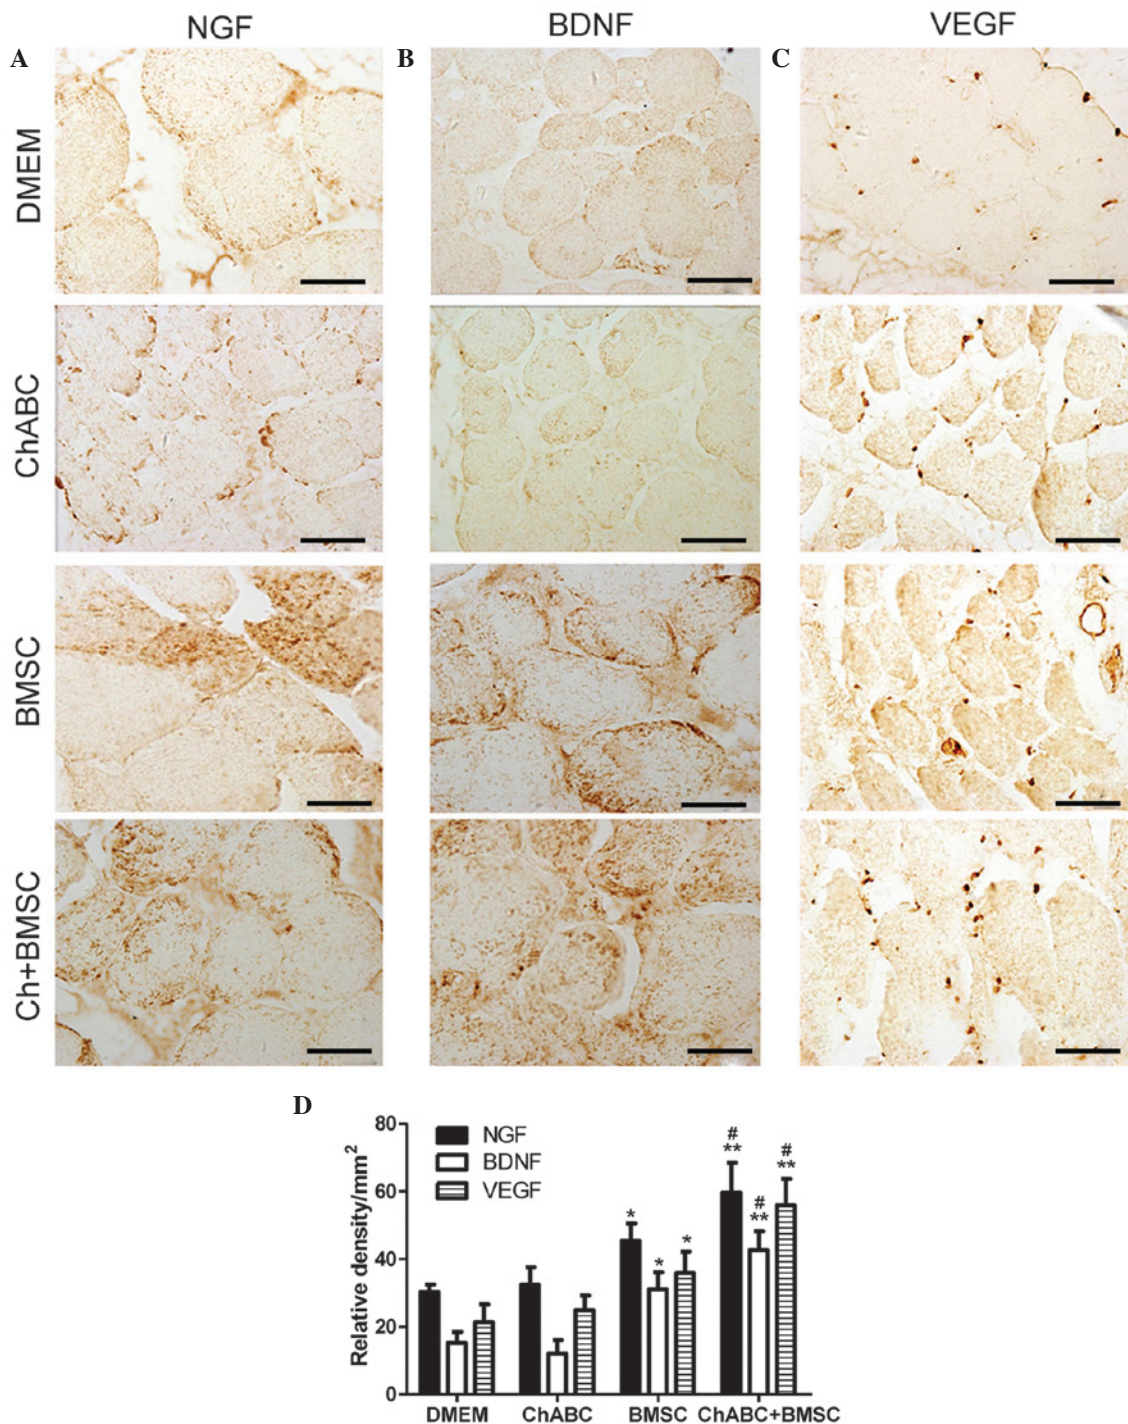 NGF BDNF VEGF
A B C
DMEM
ChABC
BMSC
Ch+BMSC
D
80
60
40
20
0
Relative density/mm²
NGF
BDNF
VEGF
*
*
*
#
**
#
**
#
**
DMEM ChABC BMSC ChABC+BMSC